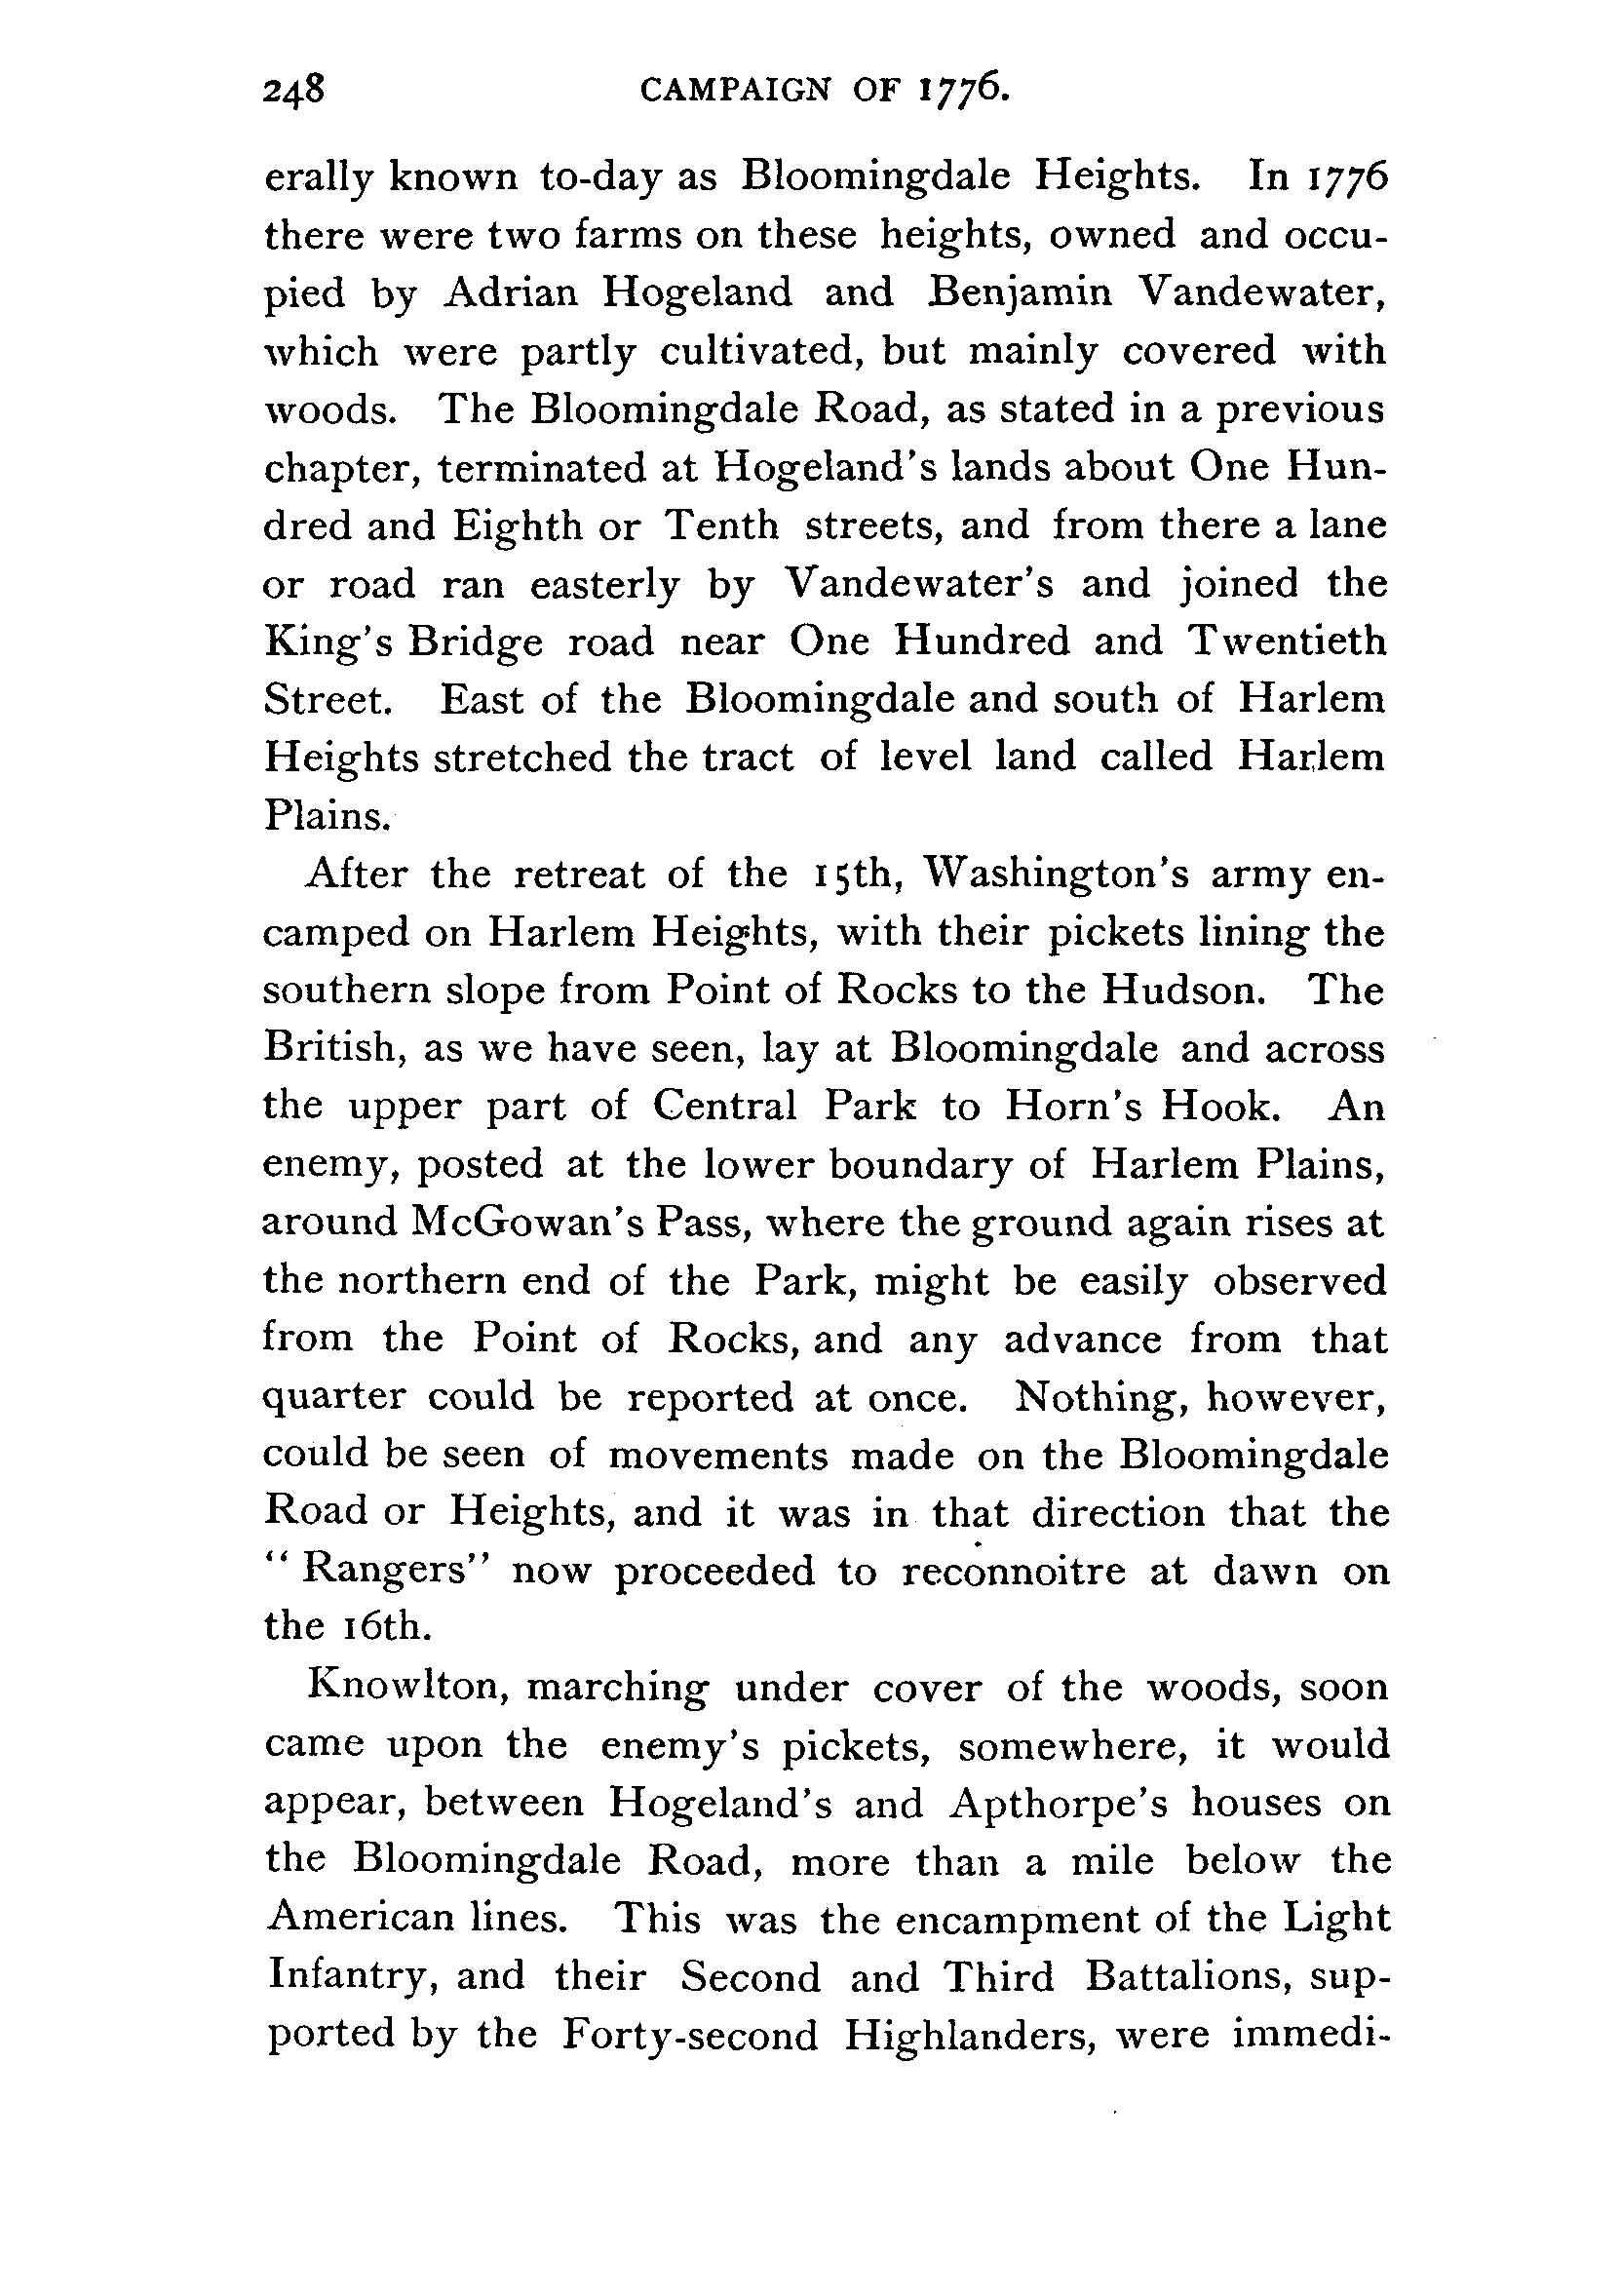 248 CAMPAIGN OF 1776.
erally known to-day as Bloomingdale Heights. In 1776
there were two farms on these heights, owned and occu-
pied by Adrian Hogeland and Benjamin Vandewater,
which were partly cultivated, but mainly covered with
woods. The Bloomingdale Road, as stated in a previous
chapter, terminated at Hogeland's lands about One Hun-
dred and Eighth or Tenth streets, and from there a lane
or road ran easterly by Vandewater's and joined the
King's Bridge road near One Hundred and Twentieth
Street. East of the Bloomingdale and south of Harlem
Heights stretched the tract of level land called Harlem
Plains.
After the retreat of the 15th, Washington's army en-
camped on Harlem Heights, with their pickets lining the
southern slope from Point of Rocks to the Hudson. The
British, as we have seen, lay at Bloomingdale and across
the upper part of Central Park to Horn's Hook. An
enemy, posted at the lower boundary of Harlem Plains,
around McGowan's Pass, where the ground again rises at
the northern end of the Park, might be easily observed
from the Point of Rocks, and any advance from that
quarter could be reported at once. Nothing, however,
could be seen of movements made on the Bloomingdale
Road or Heights, and it was in that direction that the
"Rangers" now proceeded to reconnoitre at dawn on
the 16th.
Knowlton, marching under cover of the woods, soon
came upon the enemy's pickets, somewhere, it would
appear, between Hogeland's and Apthorpe's houses on
the Bloomingdale Road, more than a mile below the
American lines. This was the encampment of the Light
Infantry, and their Second and Third Battalions, sup-
ported by the Forty-second Highlanders, were immedi-